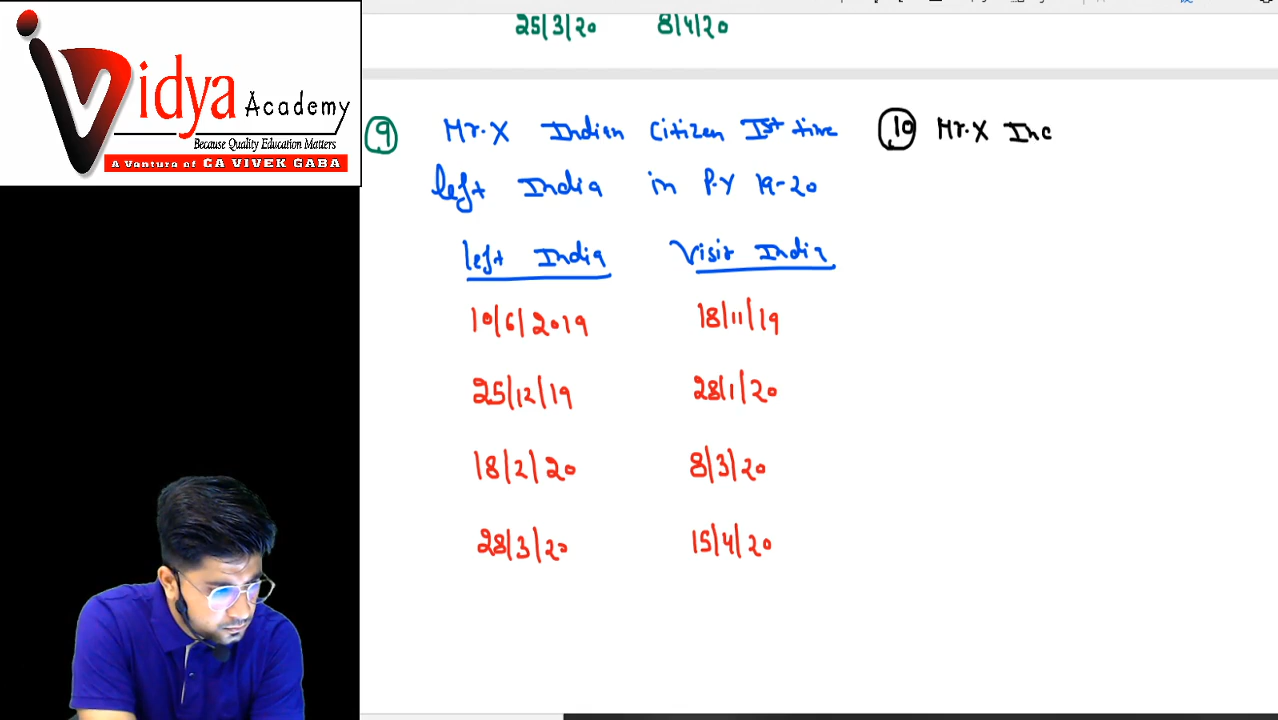 Vidya Academy
Because Quality Education Matters
A Vantura of CA VIVEK GABA
25/3/20 8/4/20
9 Mr.X Indian Citizen Ist time
left India in P.Y 19-20
left India Visit India
10/6/2019 18/11/19
25/12/19 28/1/20
18/2/20 8/3/20
28/3/20 15/4/20
10 Mr.X Inc